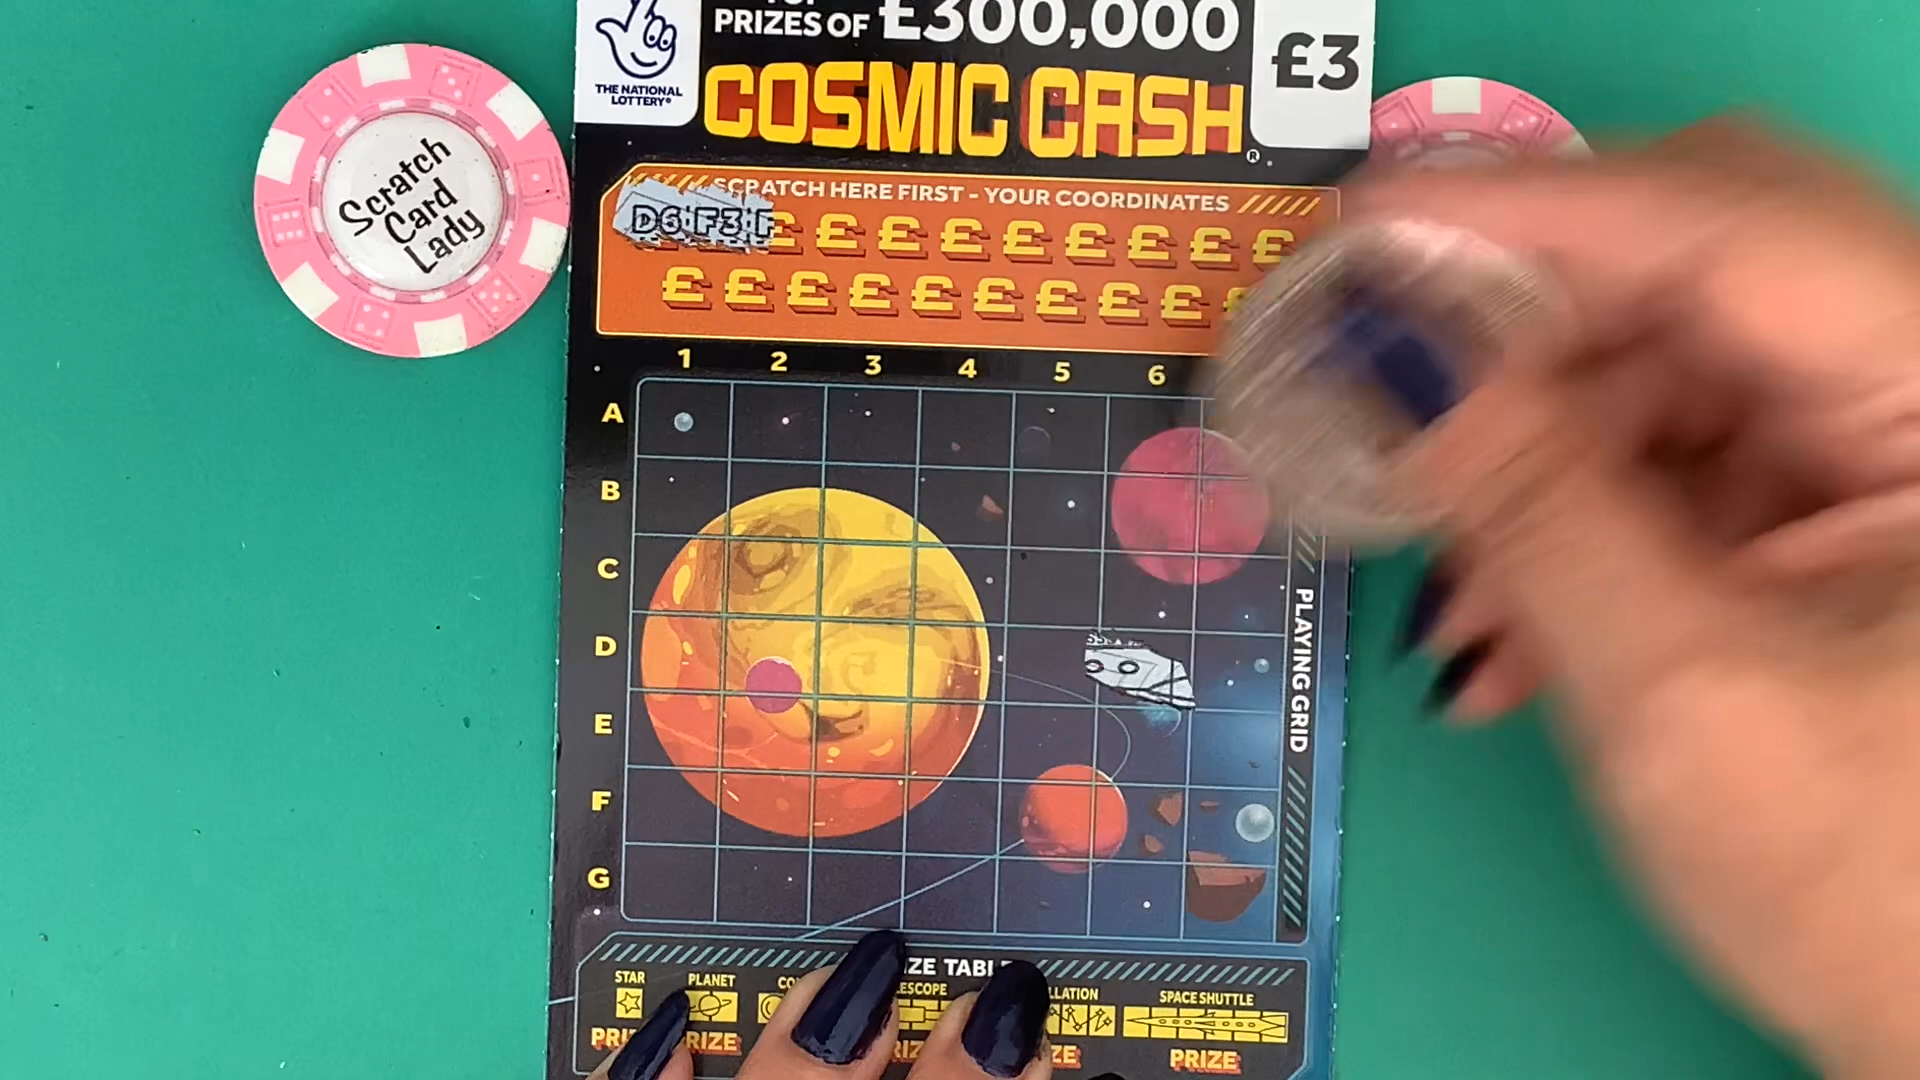 TOP
PRIZES OF £300,000
£3
THE NATIONAL
LOTTERY®
COSMIC CASH®
Scratch
Card
Lady
SCRATCH HERE FIRST - YOUR COORDINATES
D6 F3 F £ £ £ £ £ £ £ £
£ £ £ £ £ £ £ £ £
1 2 3 4 5 6
A
B
C
D
E
F
G
PLAYING GRID
STAR
PLANET
SPACE SHUTTLE
PRIZE